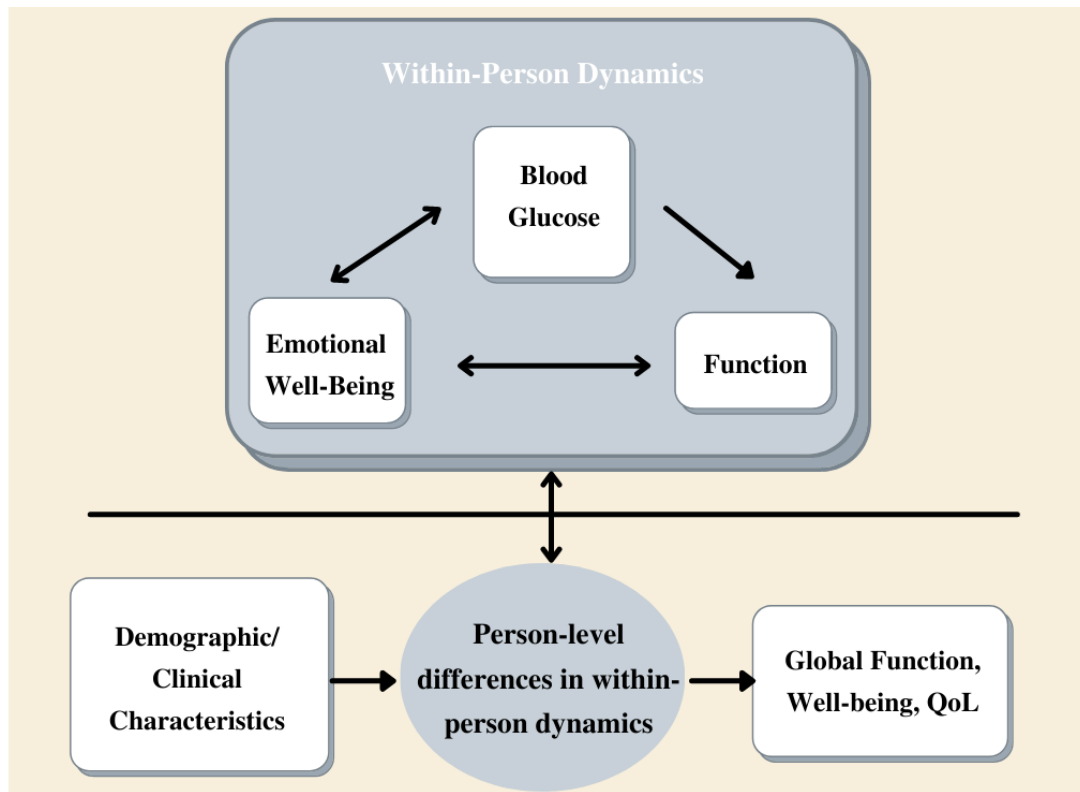 Within-Person Dynamics
Blood
Glucose
Emotional
Well-Being
Function
Demographic/
Clinical
Characteristics
Person-level
differences in within-
person dynamics
Global Function,
Well-being, QoL